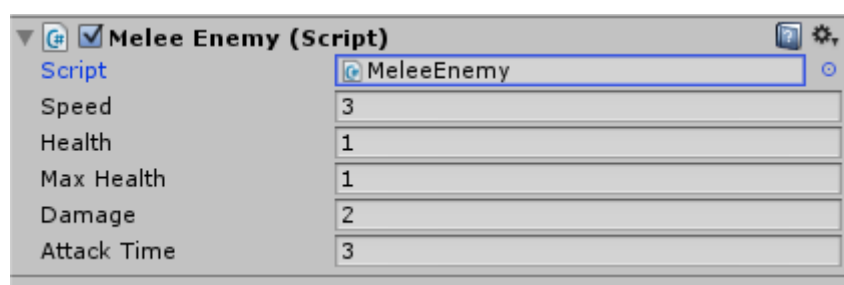 Melee Enemy (Script)
Script MeleeEnemy
Speed 3
Health 1
Max Health 1
Damage 2
Attack Time 3